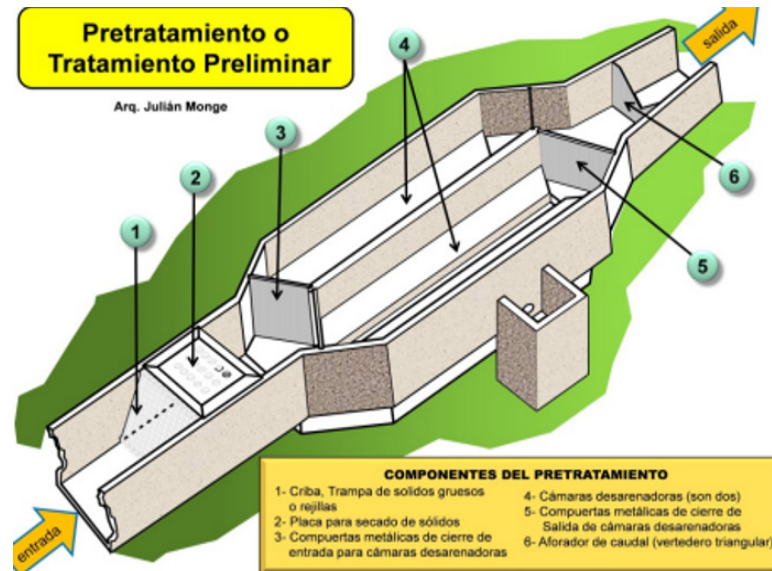 Pretratamiento o
Tratamiento Preliminar
Arq. Julián Monge
salida
4
3
2
1
6
5
entrada
COMPONENTES DEL PRETRATAMIENTO
1- Criba, Trampa de solidos gruesos
o rejillas
2- Placa para secado de sólidos
3- Compuertas metálicas de cierre de
entrada para cámaras desarenadoras
4- Cámaras desarenadoras (son dos)
5- Compuertas metálicas de cierre de
Salida de cámaras desarenadoras
6- Aforador de caudal (vertedero triangular)